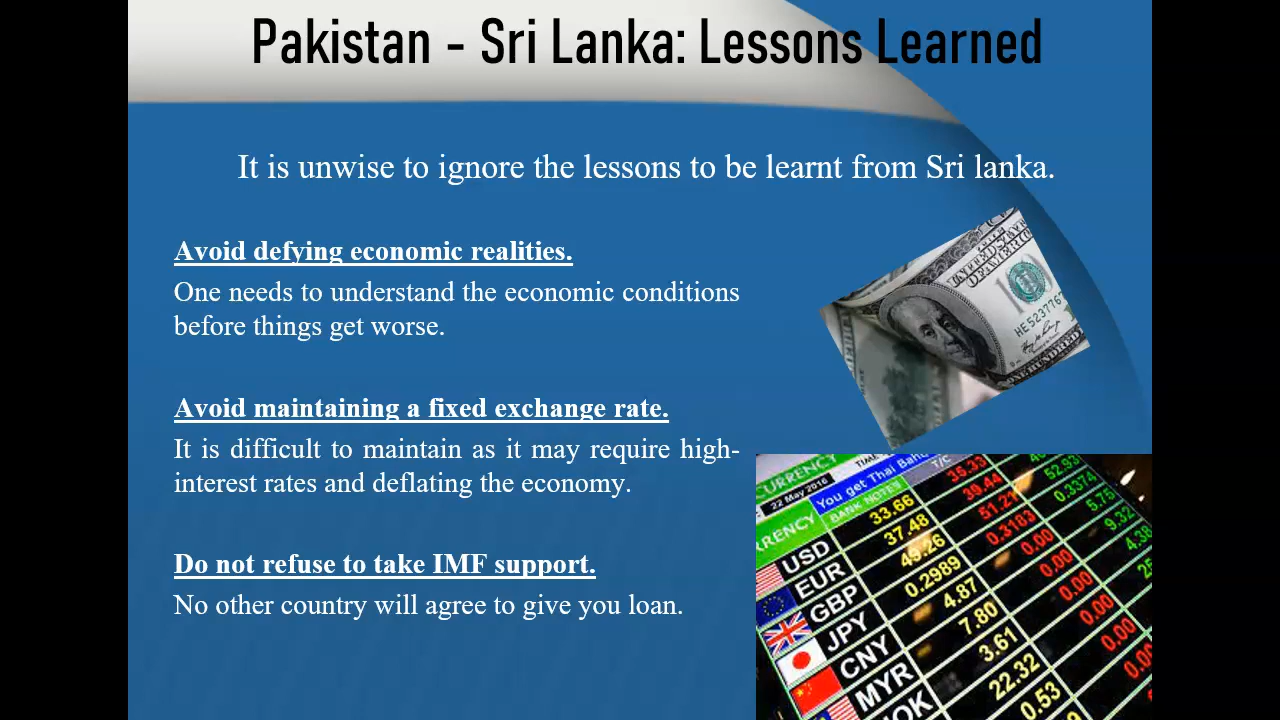 Pakistan - Sri Lanka: Lessons Learned
It is unwise to ignore the lessons to be learnt from Sri lanka.
Avoid defying economic realities.
One needs to understand the economic conditions
before things get worse.
Avoid maintaining a fixed exchange rate.
It is difficult to maintain as it may require high-
interest rates and deflating the economy.
Do not refuse to take IMF support.
No other country will agree to give you loan.
HE523776
CURRENCY
TIME
22 May 2016
You get Thai Baht
T/C
BANK NOTES
USD 33.66 35.33
EUR 37.48 39.44 52.93
GBP 49.26 51.21 0.3374
JPY 0.2989 0.3183 5.75
CNY 4.87 0.00 9.32
MYR 7.80 0.00 4.38
3.61 0.00
22.32 0.00
0.53